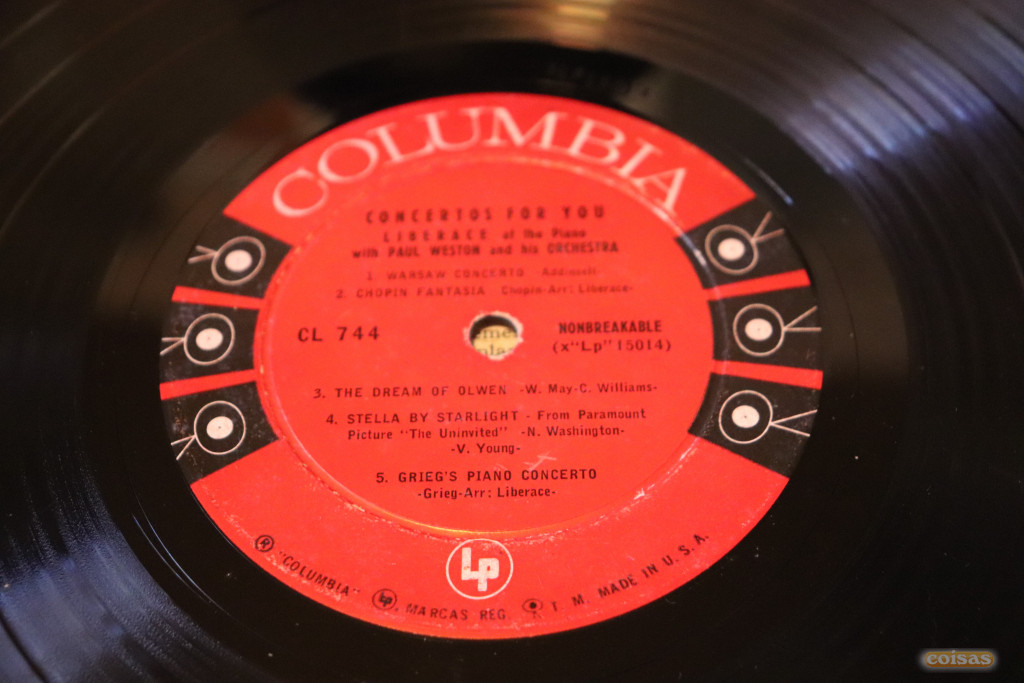 COLUMBIA
CONCERTOS FOR YOU
LIBERACE at the Piano
with PAUL WESTON and his ORCHESTRA
1. WARSAW CONCERTO Addinsell-
2. CHOPIN FANTASIA Chopin-Arr: Liberace-
CL 744
NONBREAKABLE
(x"Lp"15014)
3. THE DREAM OF OLWEN -W. May-C. Williams-
4. STELLA BY STARLIGHT - From Paramount
Picture "The Uninvited" -N. Washington-
-V. Young-
5. GRIEG'S PIANO CONCERTO
-Grieg-Arr: Liberace-
LP
® "COLUMBIA" LP, MARCAS REG. T. M. MADE IN U. S. A.
coisas